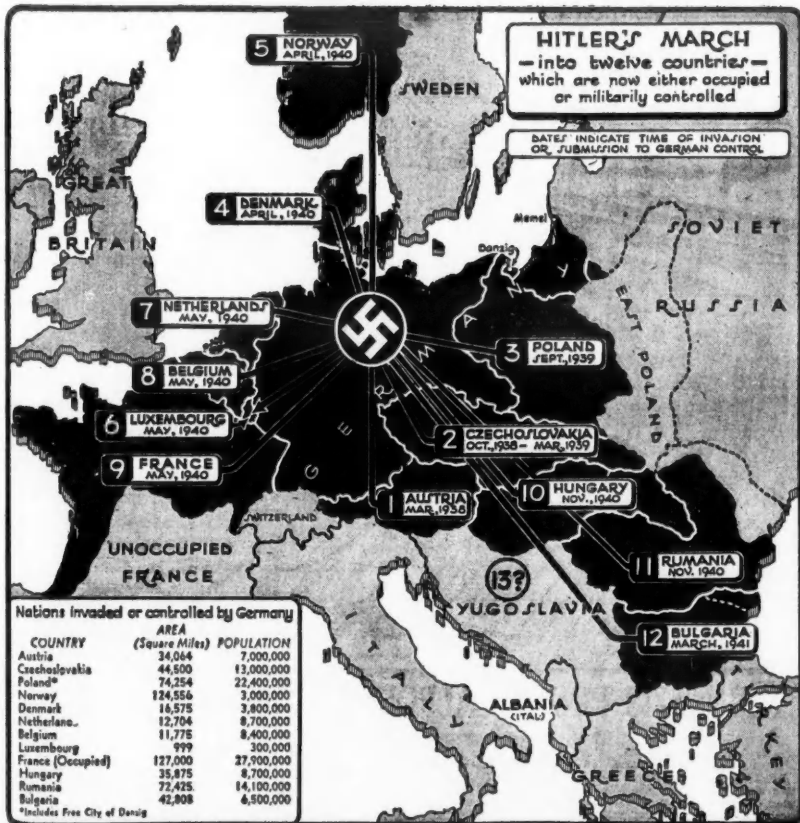 HITLER'S MARCH
—into twelve countries—
which are now either occupied
or militarily controlled
DATES INDICATE TIME OF INVASION
OR SUBMISSION TO GERMAN CONTROL
5 NORWAY
APRIL, 1940
SWEDEN
GREAT
BRITAIN
4 DENMARK
APRIL, 1940
Memel
Danzig
SOVIET
RUSSIA
EAST POLAND
7 NETHERLANDS
MAY, 1940
3 POLAND
SEPT., 1939
8 BELGIUM
MAY, 1940
GERMANY
6 LUXEMBOURG
MAY, 1940
2 CZECHOSLOVAKIA
OCT., 1938 – MAR., 1939
9 FRANCE
MAY, 1940
10 HUNGARY
NOV., 1940
1 AUSTRIA
MAR., 1938
SWITZERLAND
UNOCCUPIED
FRANCE
11 RUMANIA
NOV. 1940
13?
YUGOSLAVIA
12 BULGARIA
MARCH, 1941
ITALY
ALBANIA
(ITAL.)
GREECE
TURKEY
Nations invaded or controlled by Germany
COUNTRY AREA (Square Miles) POPULATION
Austria 34,064 7,000,000
Czechoslovakia 44,500 13,000,000
Poland* 74,254 22,400,000
Norway 124,556 3,000,000
Denmark 16,575 3,800,000
Netherlan.. 12,704 8,700,000
Belgium 11,775 8,400,000
Luxembourg 999 300,000
France (Occupied) 127,000 27,900,000
Hungary 35,875 8,700,000
Rumania 72,425 14,100,000
Bulgaria 42,808 6,500,000
*Includes Free City of Danzig